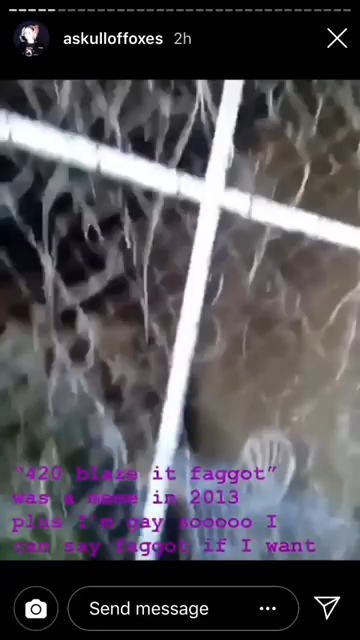 askulloffoxes 2h
"420 blaze it faggot"
was a meme in 2013
plus I'm gay sooooo I
can say faggot if I want
Send message